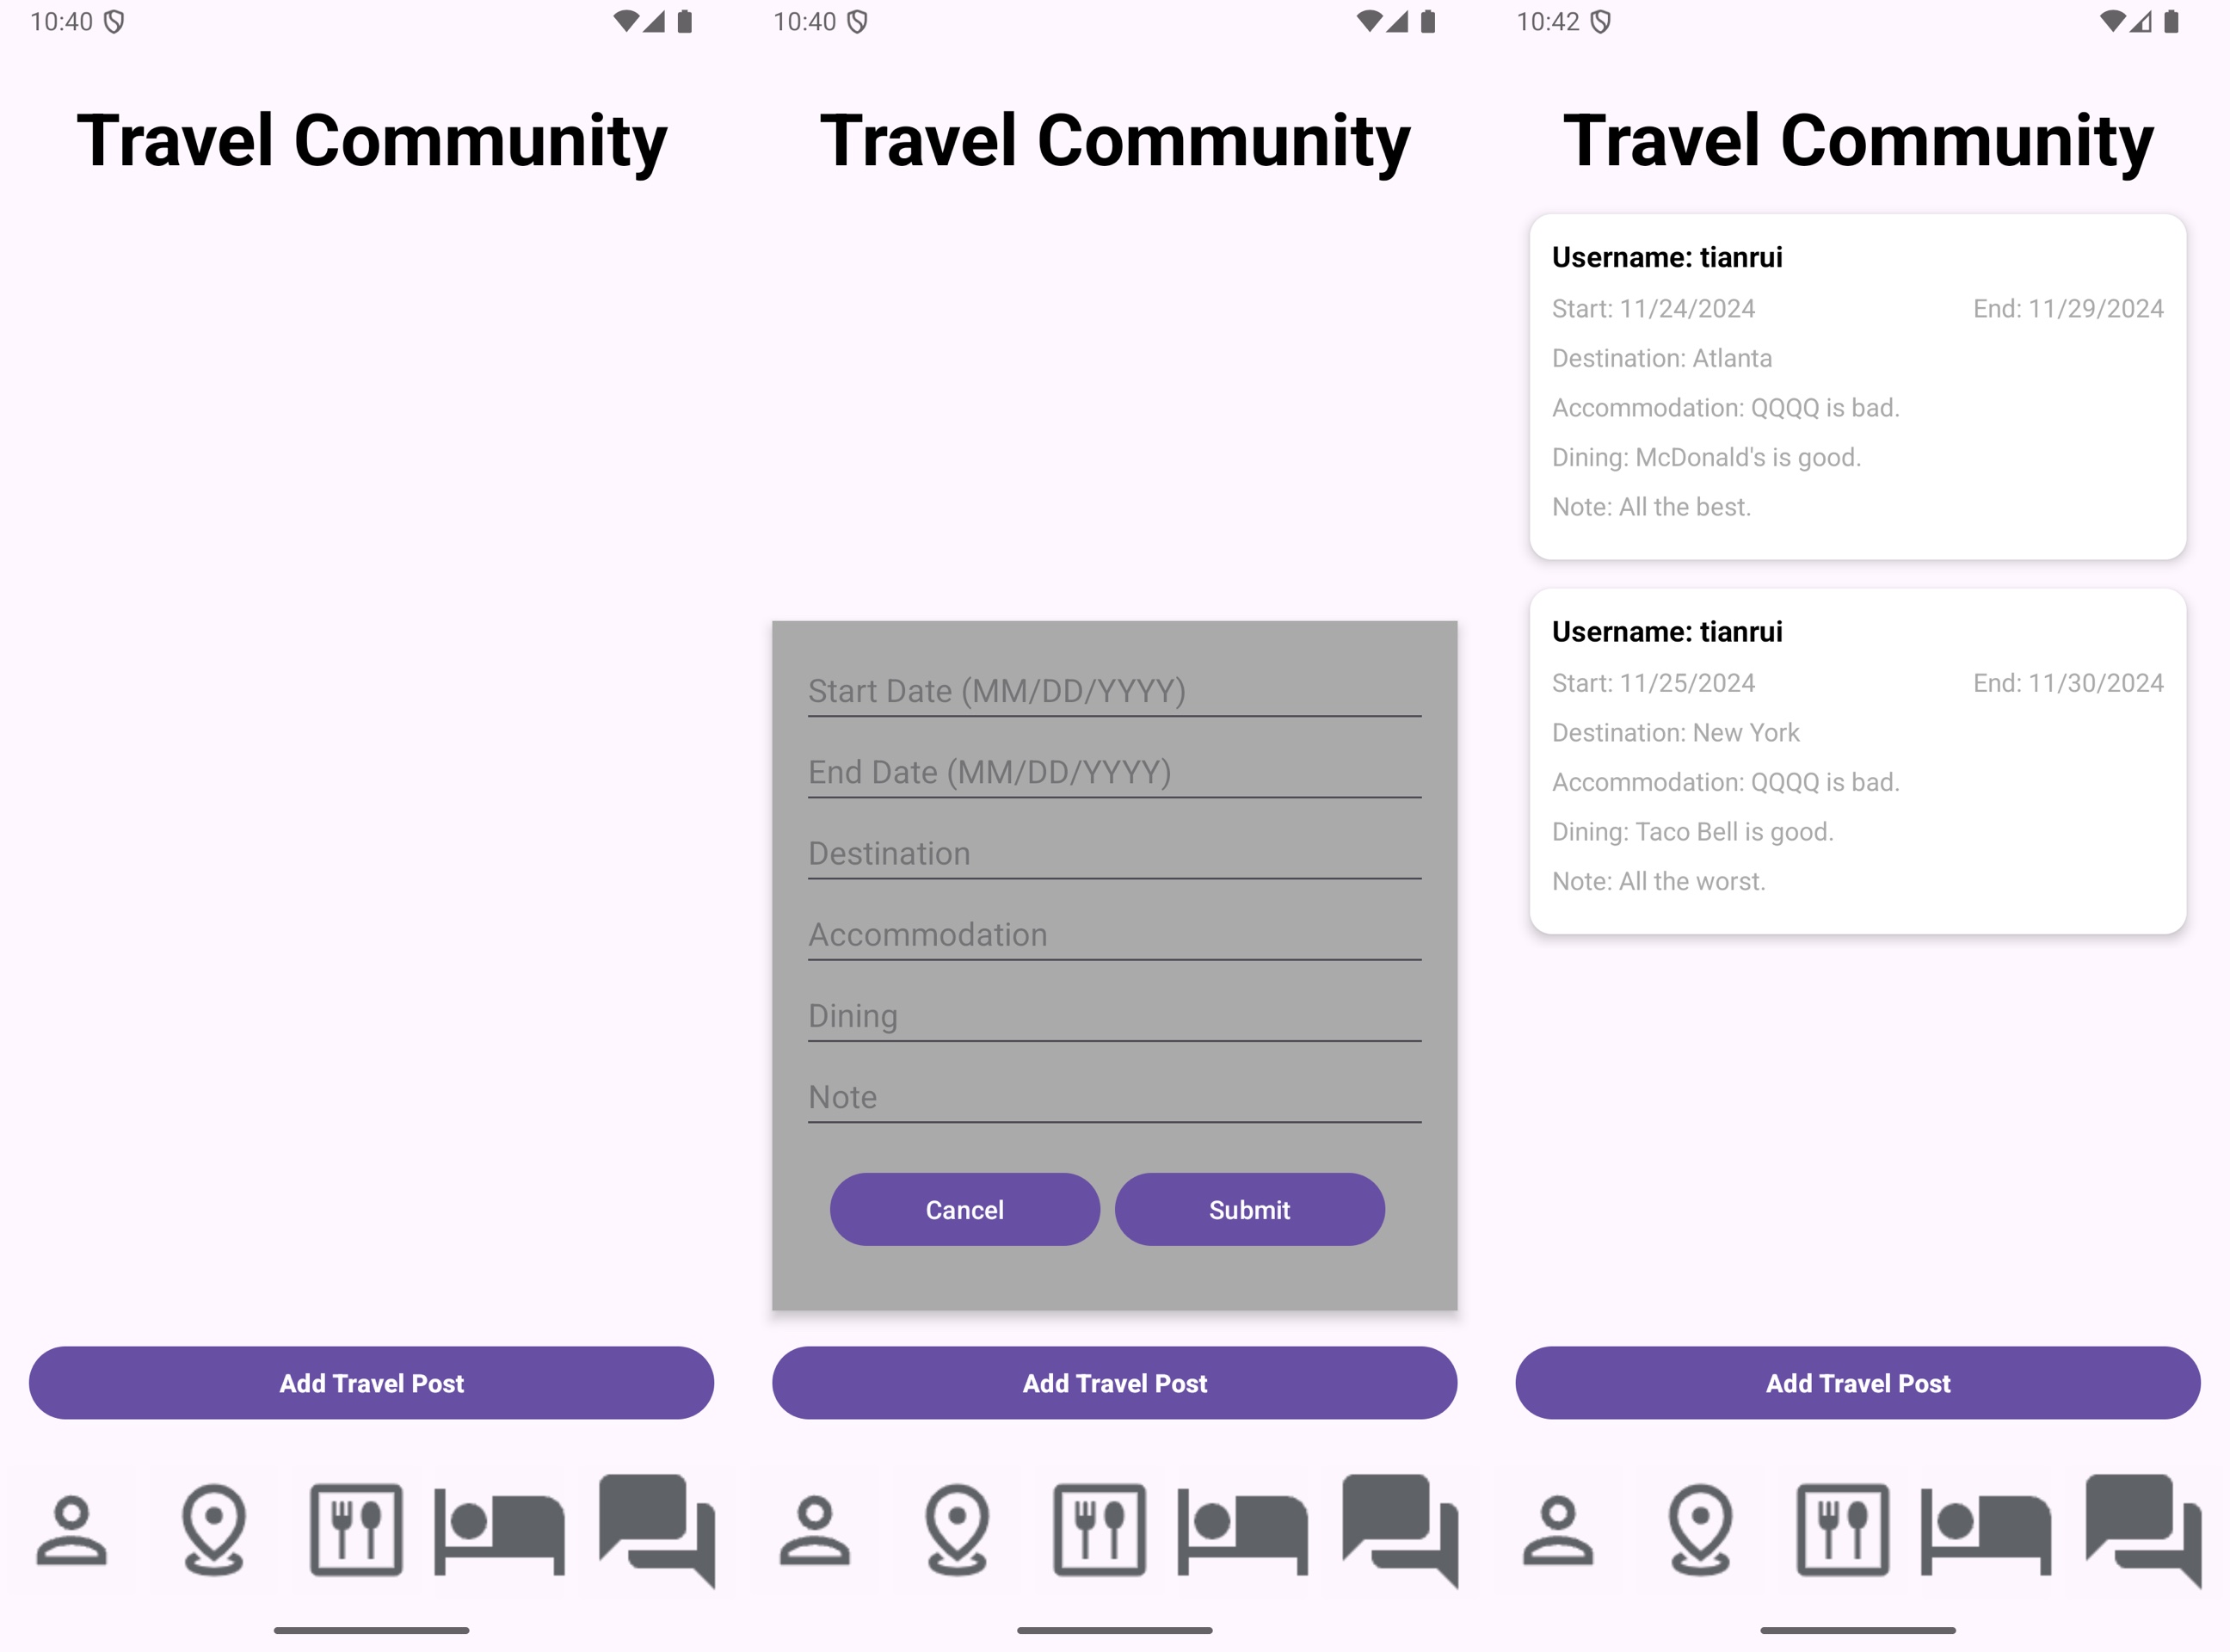 10:40
Travel Community
Add Travel Post
10:40
Travel Community
Start Date (MM/DD/YYYY)
End Date (MM/DD/YYYY)
Destination
Accommodation
Dining
Note
Cancel Submit
Add Travel Post
10:42
Travel Community
Username: tianrui
Start: 11/24/2024 End: 11/29/2024
Destination: Atlanta
Accommodation: QQQQ is bad.
Dining: McDonald's is good.
Note: All the best.
Username: tianrui
Start: 11/25/2024 End: 11/30/2024
Destination: New York
Accommodation: QQQQ is bad.
Dining: Taco Bell is good.
Note: All the worst.
Add Travel Post